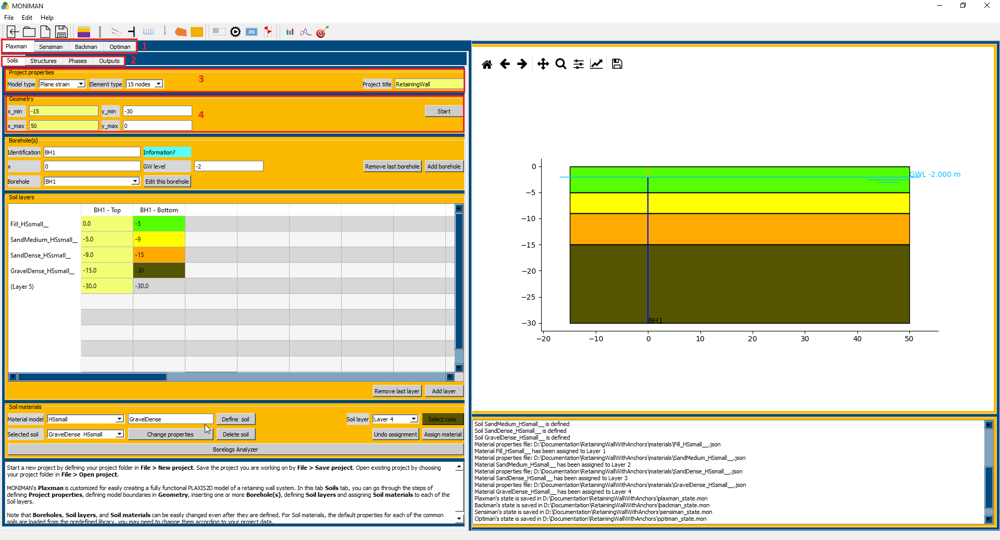 MONIMAN
File Edit Help
2D
Plaxman Sensiman Backman Optiman 1
Soils Structures Phases Outputs 2
Project properties
Model type Plane strain Element type 15 nodes 3 Project title RetainingWall
Geometry
x_min -15 y_min -30 4 Start
x_max 50 y_max 0
Borehole(s)
Identification BH1 Information?
x 0 GW level -2 Remove last borehole Add borehole
Borehole BH1 Edit this borehole
Soil layers
BH1 - Top BH1 - Bottom
Fill_HSsmall__ 0.0 -5
SandMedium_HSsmall__ -5.0 -9
SandDense_HSsmall__ -9.0 -15
GravelDense_HSsmall__ -15.0 -30
(Layer 5) -30.0 -30.0
Remove last layer Add layer
Soil materials
Material model HSsmall GravelDense Define soil Soil layer Layer 4 Select color
Selected soil GravelDense HSsmall Change properties Delete soil Undo assignment Assign material
Borelogs Analyzer
Start a new project by defining your project folder in File > New project. Save the project you are working on by File > Save project. Open existing project by choosing
your project folder in File > Open project.
MONIMAN's Plaxman is customized for easily creating a fully functional PLAXIS2D model of a retaining wall system. In this tab Soils tab, you can go through the steps of
defining Project properties, defining model boundaries in Geometry, inserting one or more Borehole(s), defining Soil layers and assigning Soil materials to each of the
Soil layers.
Note that Boreholes, Soil layers, and Soil materials can be easily changed even after they are defined. For Soil materials, the default properties for each of the common
soils are loaded from the predefined library, you may need to change them according to your project data.
0
GWL -2.000 m
−5
−10
−15
−20
−25
−30
BH1
−20 −10 0 10 20 30 40 50
Soil SandMedium_HSsmall__ is defined
Soil SandDense_HSsmall__ is defined
Soil GravelDense_HSsmall__ is defined
Material properties file: D:\Documentation\RetainingWallWithAnchors\materials\Fill_HSsmall__.json
Material Fill_HSsmall__ has been assigned to Layer 1
Material properties file: D:\Documentation\RetainingWallWithAnchors\materials\SandMedium_HSsmall__.json
Material SandMedium_HSsmall__ has been assigned to Layer 2
Material properties file: D:\Documentation\RetainingWallWithAnchors\materials\SandDense_HSsmall__.json
Material SandDense_HSsmall__ has been assigned to Layer 3
Material properties file: D:\Documentation\RetainingWallWithAnchors\materials\GravelDense_HSsmall__.json
Material GravelDense_HSsmall__ has been assigned to Layer 4
Plaxman's state is saved in D:\Documentation\RetainingWallWithAnchors\plaxman_state.mon
Backman's state is saved in D:\Documentation\RetainingWallWithAnchors\backman_state.mon
Sensiman's state is saved in D:\Documentation\RetainingWallWithAnchors\sensiman_state.mon
Optiman's state is saved in D:\Documentation\RetainingWallWithAnchors\optiman_state.mon